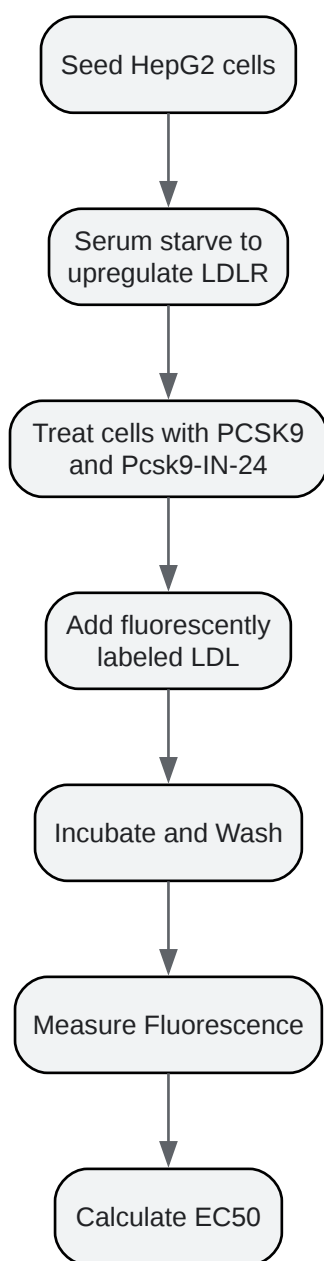 Seed HepG2 cells
Serum starve to
upregulate LDLR
Treat cells with PCSK9
and Pcsk9-IN-24
Add fluorescently
labeled LDL
Incubate and Wash
Measure Fluorescence
Calculate EC50